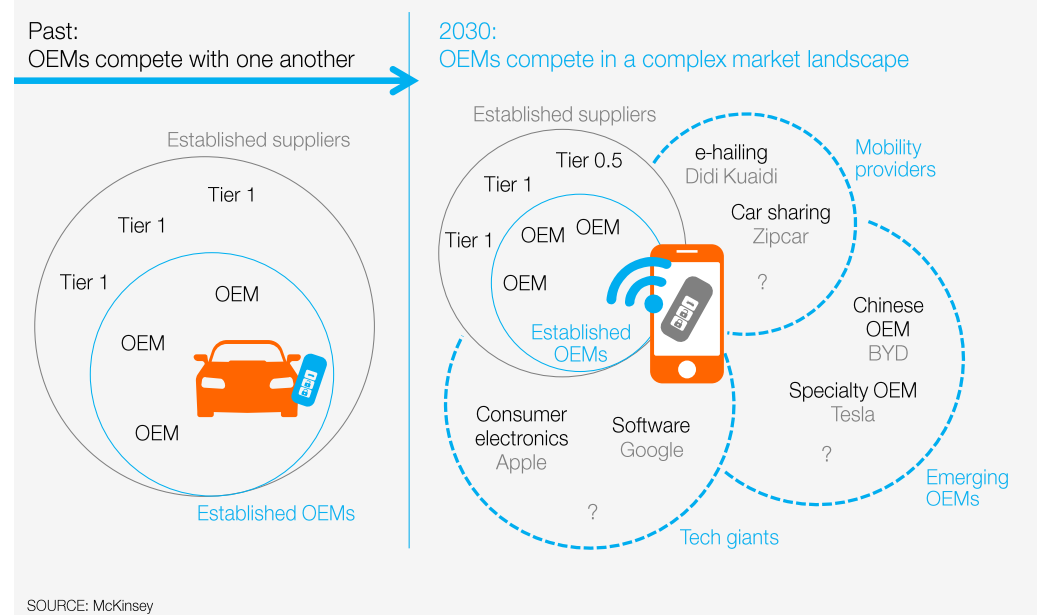 Past:
OEMs compete with one another
2030:
OEMs compete in a complex market landscape
Established suppliers
Tier 1
Tier 1
Tier 1
OEM
OEM
OEM
Established OEMs
Established suppliers
Tier 0.5
Tier 1
Tier 1
OEM
OEM
OEM
Established
OEMs
e-hailing
Didi Kuaidi
Car sharing
Zipcar
?
Mobility
providers
Chinese
OEM
BYD
Specialty OEM
Tesla
?
Emerging
OEMs
Consumer
electronics
Apple
Software
Google
?
Tech giants
SOURCE: McKinsey